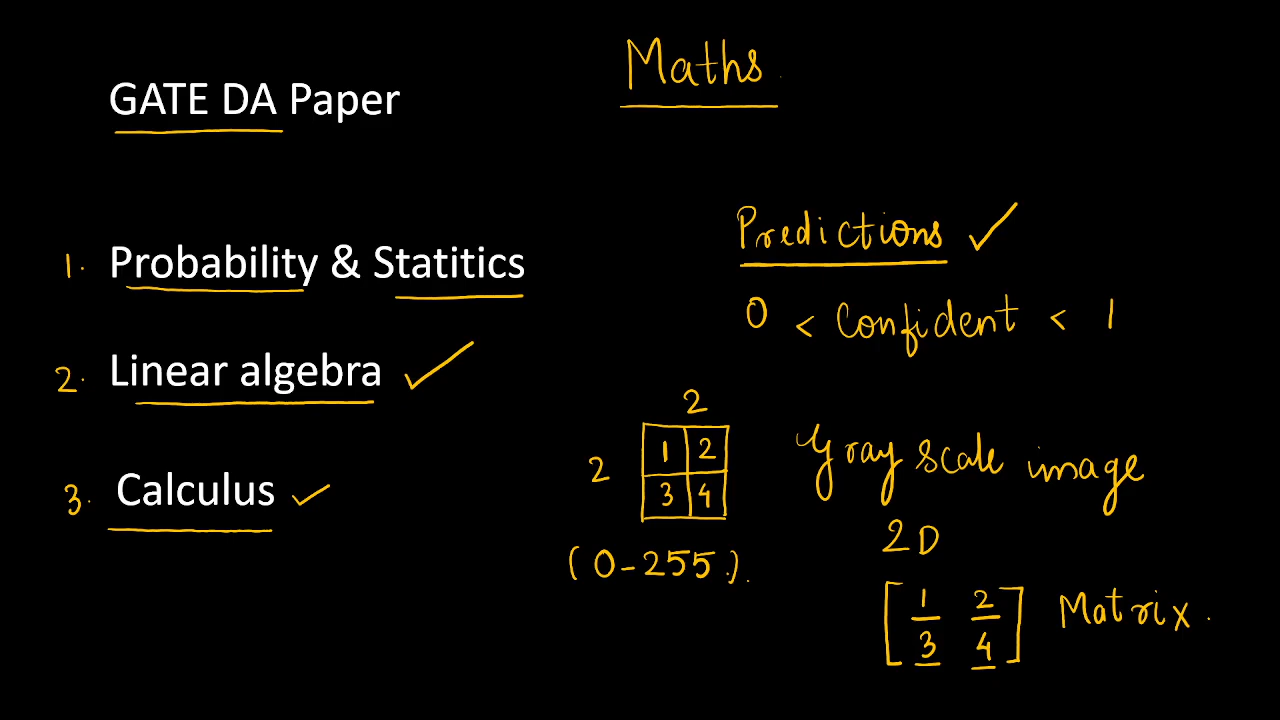 GATE DA Paper
Maths
1. Probability & Statitics
2. Linear algebra
3. Calculus
Predictions
0 < Confident < 1
2
2
1 2
3 4
(0-255).
Gray scale image
2D
[1 2
3 4] Matrix.